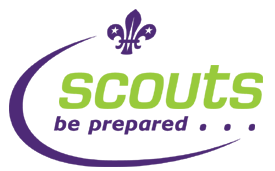 scouts
be prepared . . .